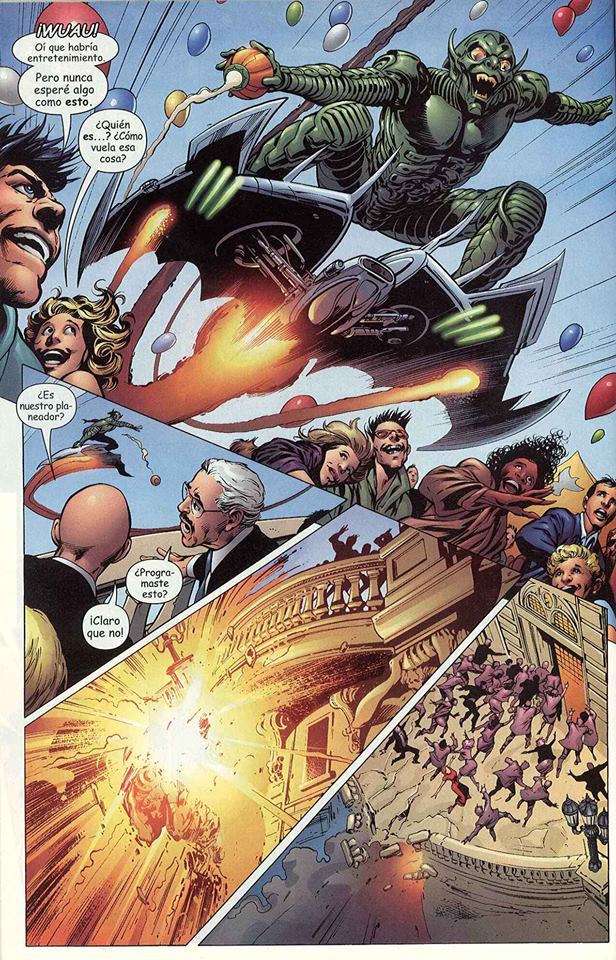 ¡WUAU!
Oí que habría
entretenimiento.
Pero nunca
esperé algo
como esto.
¿Quién
es...? ¿Cómo
vuela esa
cosa?
¿Es
nuestro pla-
neador?
¿Progra-
maste
esto?
¡Claro
que no!